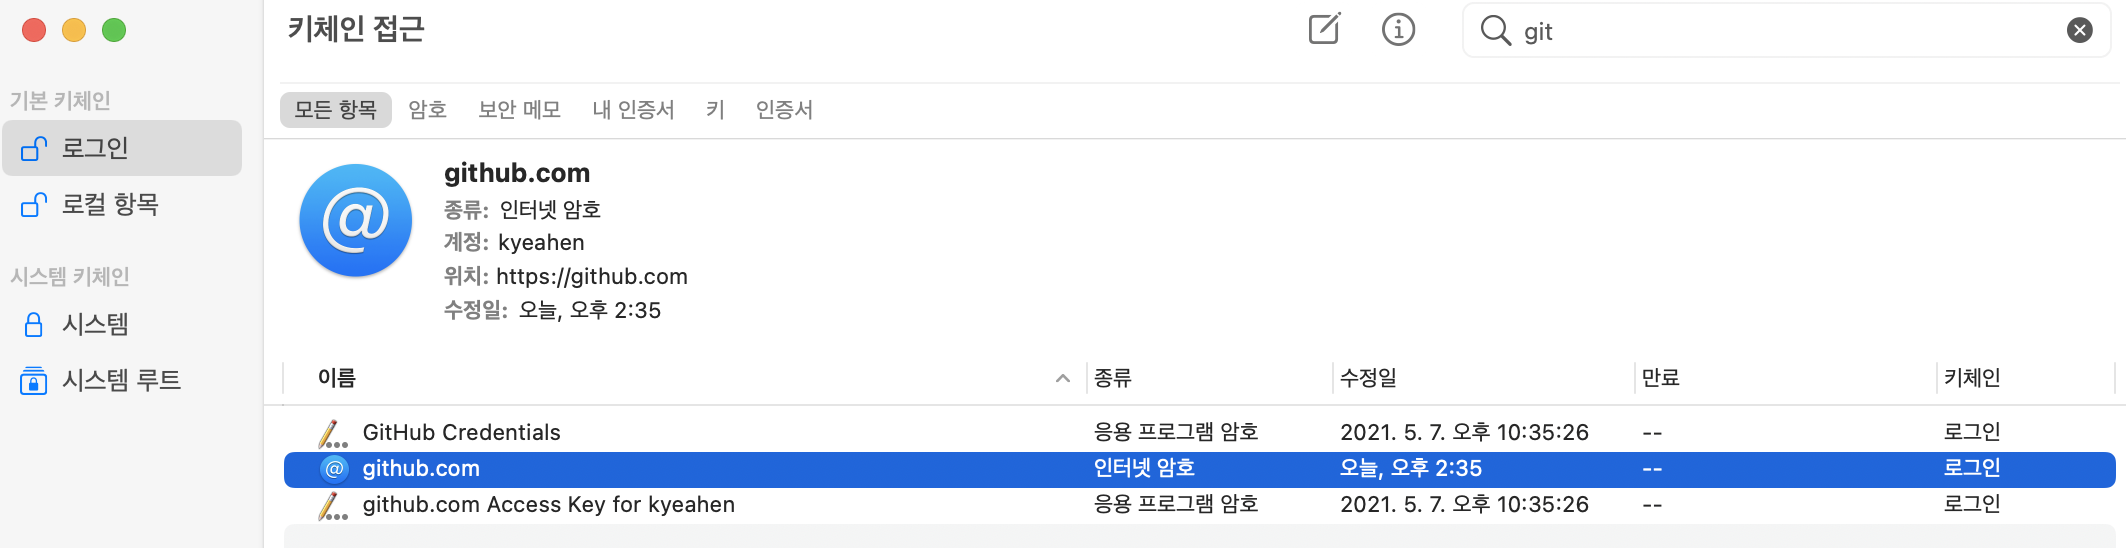 키체인 접근
git
기본 키체인
로그인
로컬 항목
시스템 키체인
시스템
시스템 루트
모든 항목 암호 보안 메모 내 인증서 키 인증서
@
github.com
종류: 인터넷 암호
계정: kyeahen
위치: https://github.com
수정일: 오늘, 오후 2:35
이름 종류 수정일 만료 키체인
GitHub Credentials 응용 프로그램 암호 2021. 5. 7. 오후 10:35:26 -- 로그인
@ github.com 인터넷 암호 오늘, 오후 2:35 -- 로그인
github.com Access Key for kyeahen 응용 프로그램 암호 2021. 5. 7. 오후 10:35:26 -- 로그인